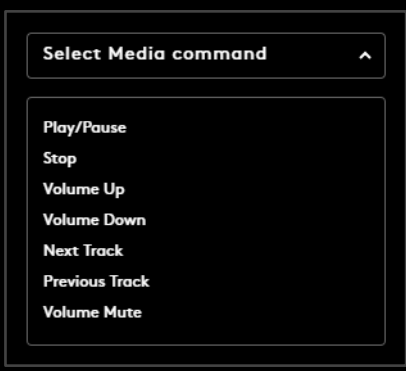 Select Media command
Play/Pause
Stop
Volume Up
Volume Down
Next Track
Previous Track
Volume Mute